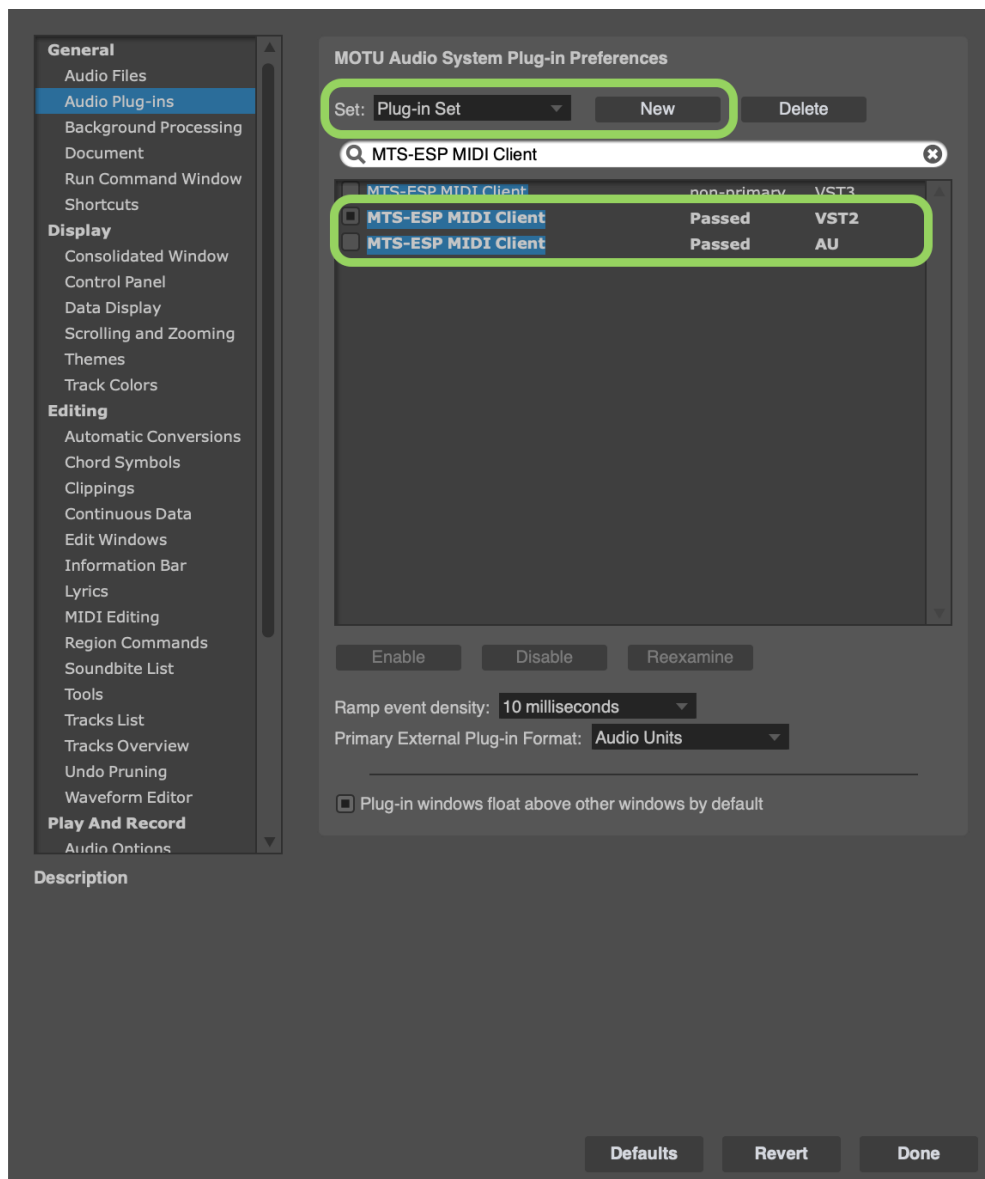 General
Audio Files
Audio Plug-ins
Background Processing
Document
Run Command Window
Shortcuts
Display
Consolidated Window
Control Panel
Data Display
Scrolling and Zooming
Themes
Track Colors
Editing
Automatic Conversions
Chord Symbols
Clippings
Continuous Data
Edit Windows
Information Bar
Lyrics
MIDI Editing
Region Commands
Soundbite List
Tools
Tracks List
Tracks Overview
Undo Pruning
Waveform Editor
Play And Record
Audio Options
Description
MOTU Audio System Plug-in Preferences
Set: Plug-in Set New Delete
MTS-ESP MIDI Client
MTS-ESP MIDI Client non-primary VST3
MTS-ESP MIDI Client Passed VST2
MTS-ESP MIDI Client Passed AU
Enable Disable Reexamine
Ramp event density: 10 milliseconds
Primary External Plug-in Format: Audio Units
Plug-in windows float above other windows by default
Defaults Revert Done